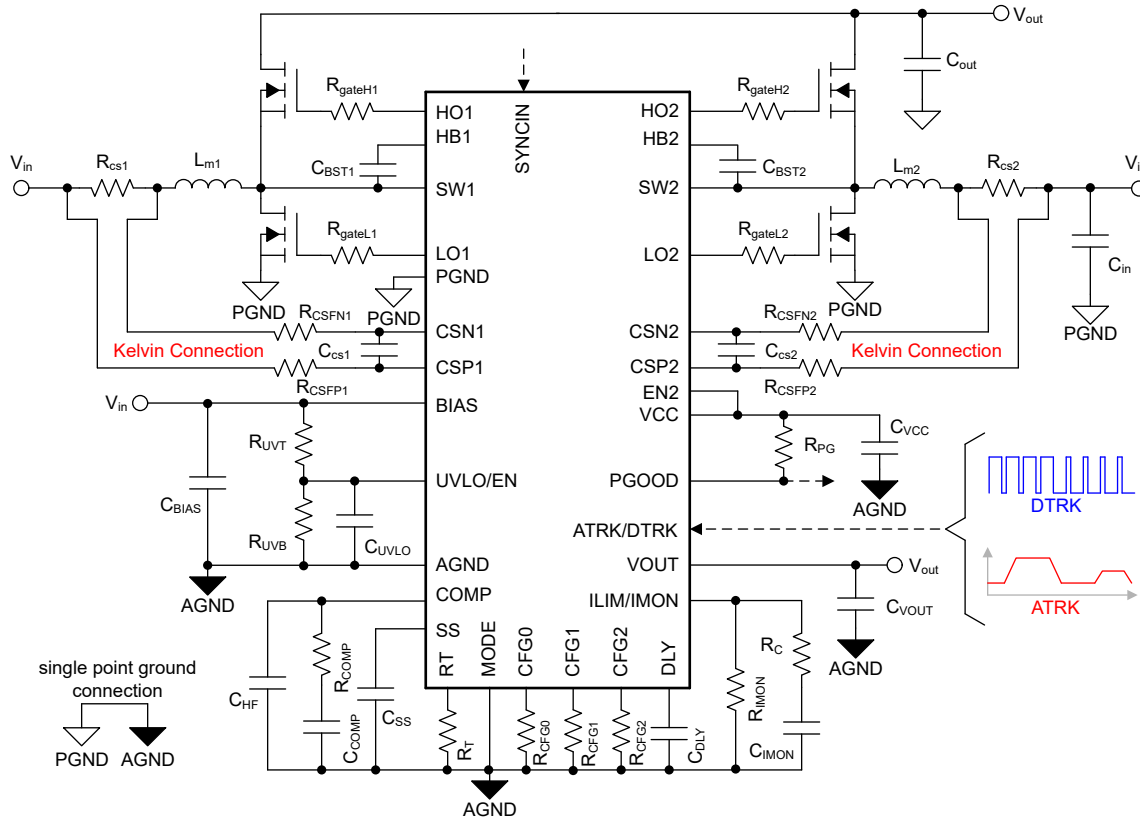 Vout
Cout
RgateH1
RgateH2
HO1
HB1
SYNCIN
HO2
HB2
Vin
Rcs1
Lm1
CBST1
SW1
SW2
CBST2
Lm2
Rcs2
Vi
RgateL1
LO1
PGND
LO2
RgateL2
Cin
PGND
PGND
PGND
PGND
RCSFN1
CSN1
CSN2
RCSFN2
Kelvin Connection
Ccs1
Ccs2
Kelvin Connection
CSP1
CSP2
RCSFP1
RCSFP2
EN2
Vin
BIAS
VCC
RUVT
RPG
CVCC
UVLO/EN
PGOOD
CBIAS
AGND
DTRK
RUVB
CUVLO
ATRK/DTRK
AGND
AGND
VOUT
Vout
COMP
ILIM/IMON
CVOUT
ATRK
SS
RT
MODE
CFG0
CFG1
CFG2
DLY
RC
AGND
single point ground
connection
CHF
RCOMP
CCOMP
CSS
RT
RCFG0
RCFG1
RCFG2
CDLY
RIMON
CIMON
PGND
AGND
AGND